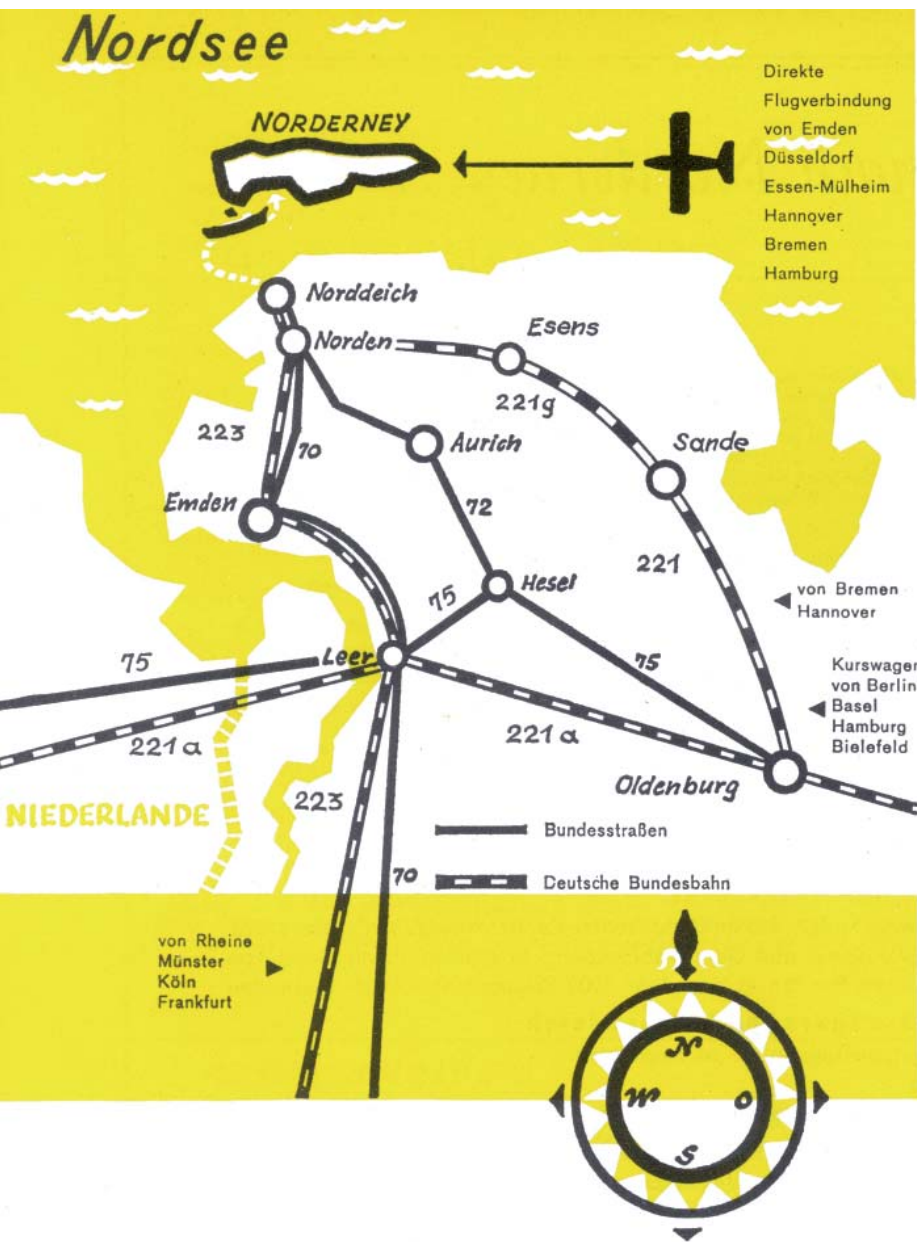 Nordsee
NORDERNEY
Direkte
Flugverbindung
von Emden
Düsseldorf
Essen-Mülheim
Hannover
Bremen
Hamburg
Norddeich
Norden
Esens
221g
223
70
Aurich
Sande
Emden
72
221
Hesel
75
von Bremen
Hannover
Leer
75
75
Kurswagen
von Berlin
Basel
Hamburg
Bielefeld
221a
221a
Oldenburg
NIEDERLANDE
223
Bundesstraßen
70
Deutsche Bundesbahn
von Rheine
Münster
Köln
Frankfurt
N
W
O
S